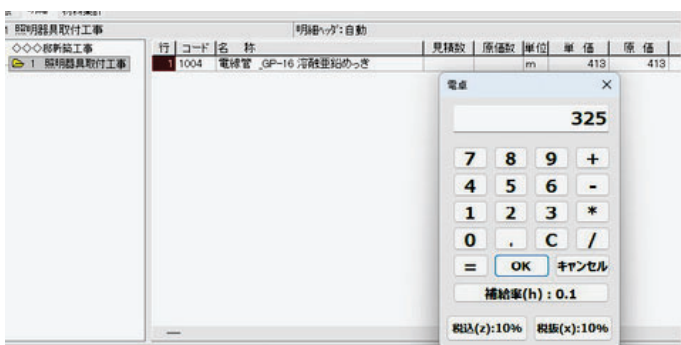 1 照明器具取付工事 明細ヘッダ:自動
◇◇◇邸新築工事
1 照明器具取付工事
行 コード 名 称 見積数 原価数 単位 単 価 原 価
1 1004 電線管 _GP-16 溶融亜鉛めっき m 413 413
電卓 ×
325
7 8 9 +
4 5 6 -
1 2 3 *
0 . C /
= OK キャンセル
補給率(h) : 0.1
税込(z):10% 税抜(x):10%